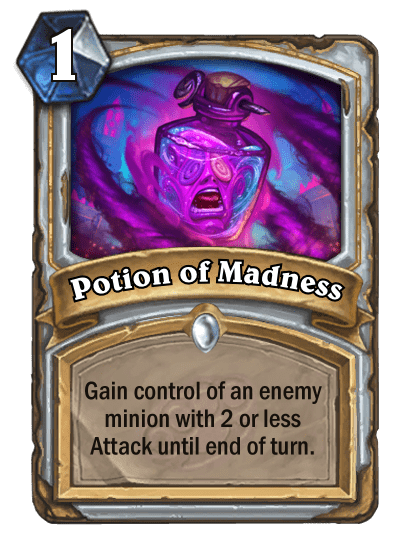 1
Potion of Madness
Gain control of an enemy
minion with 2 or less
Attack until end of turn.